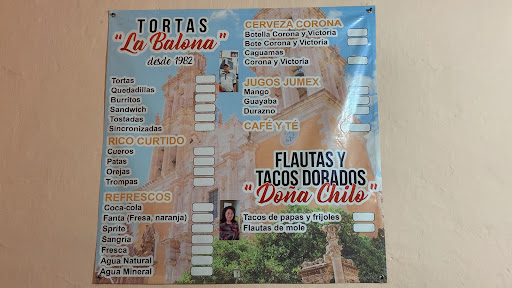 TORTAS
"La Balona"
desde 1982
Tortas
Quedadillas
Burritos
Sandwich
Tostadas
Sincronizadas
RICO CURTIDO
Cueros
Patas
Orejas
Trompas
REFRESCOS
Coca-cola
Fanta (Fresa, naranja)
Sprite
Sangría
Fresca
Agua Natural
Agua Mineral
CERVEZA CORONA
Botella Corona y Victoria
Bote Corona y Victoria
Caguamas
Corona y Victoria
JUGOS JUMEX
Mango
Guayaba
Durazno
CAFÉ Y TÉ
FLAUTAS Y
TACOS DORADOS
"Doña Chilo"
Tacos de papas y frijoles
Flautas de mole